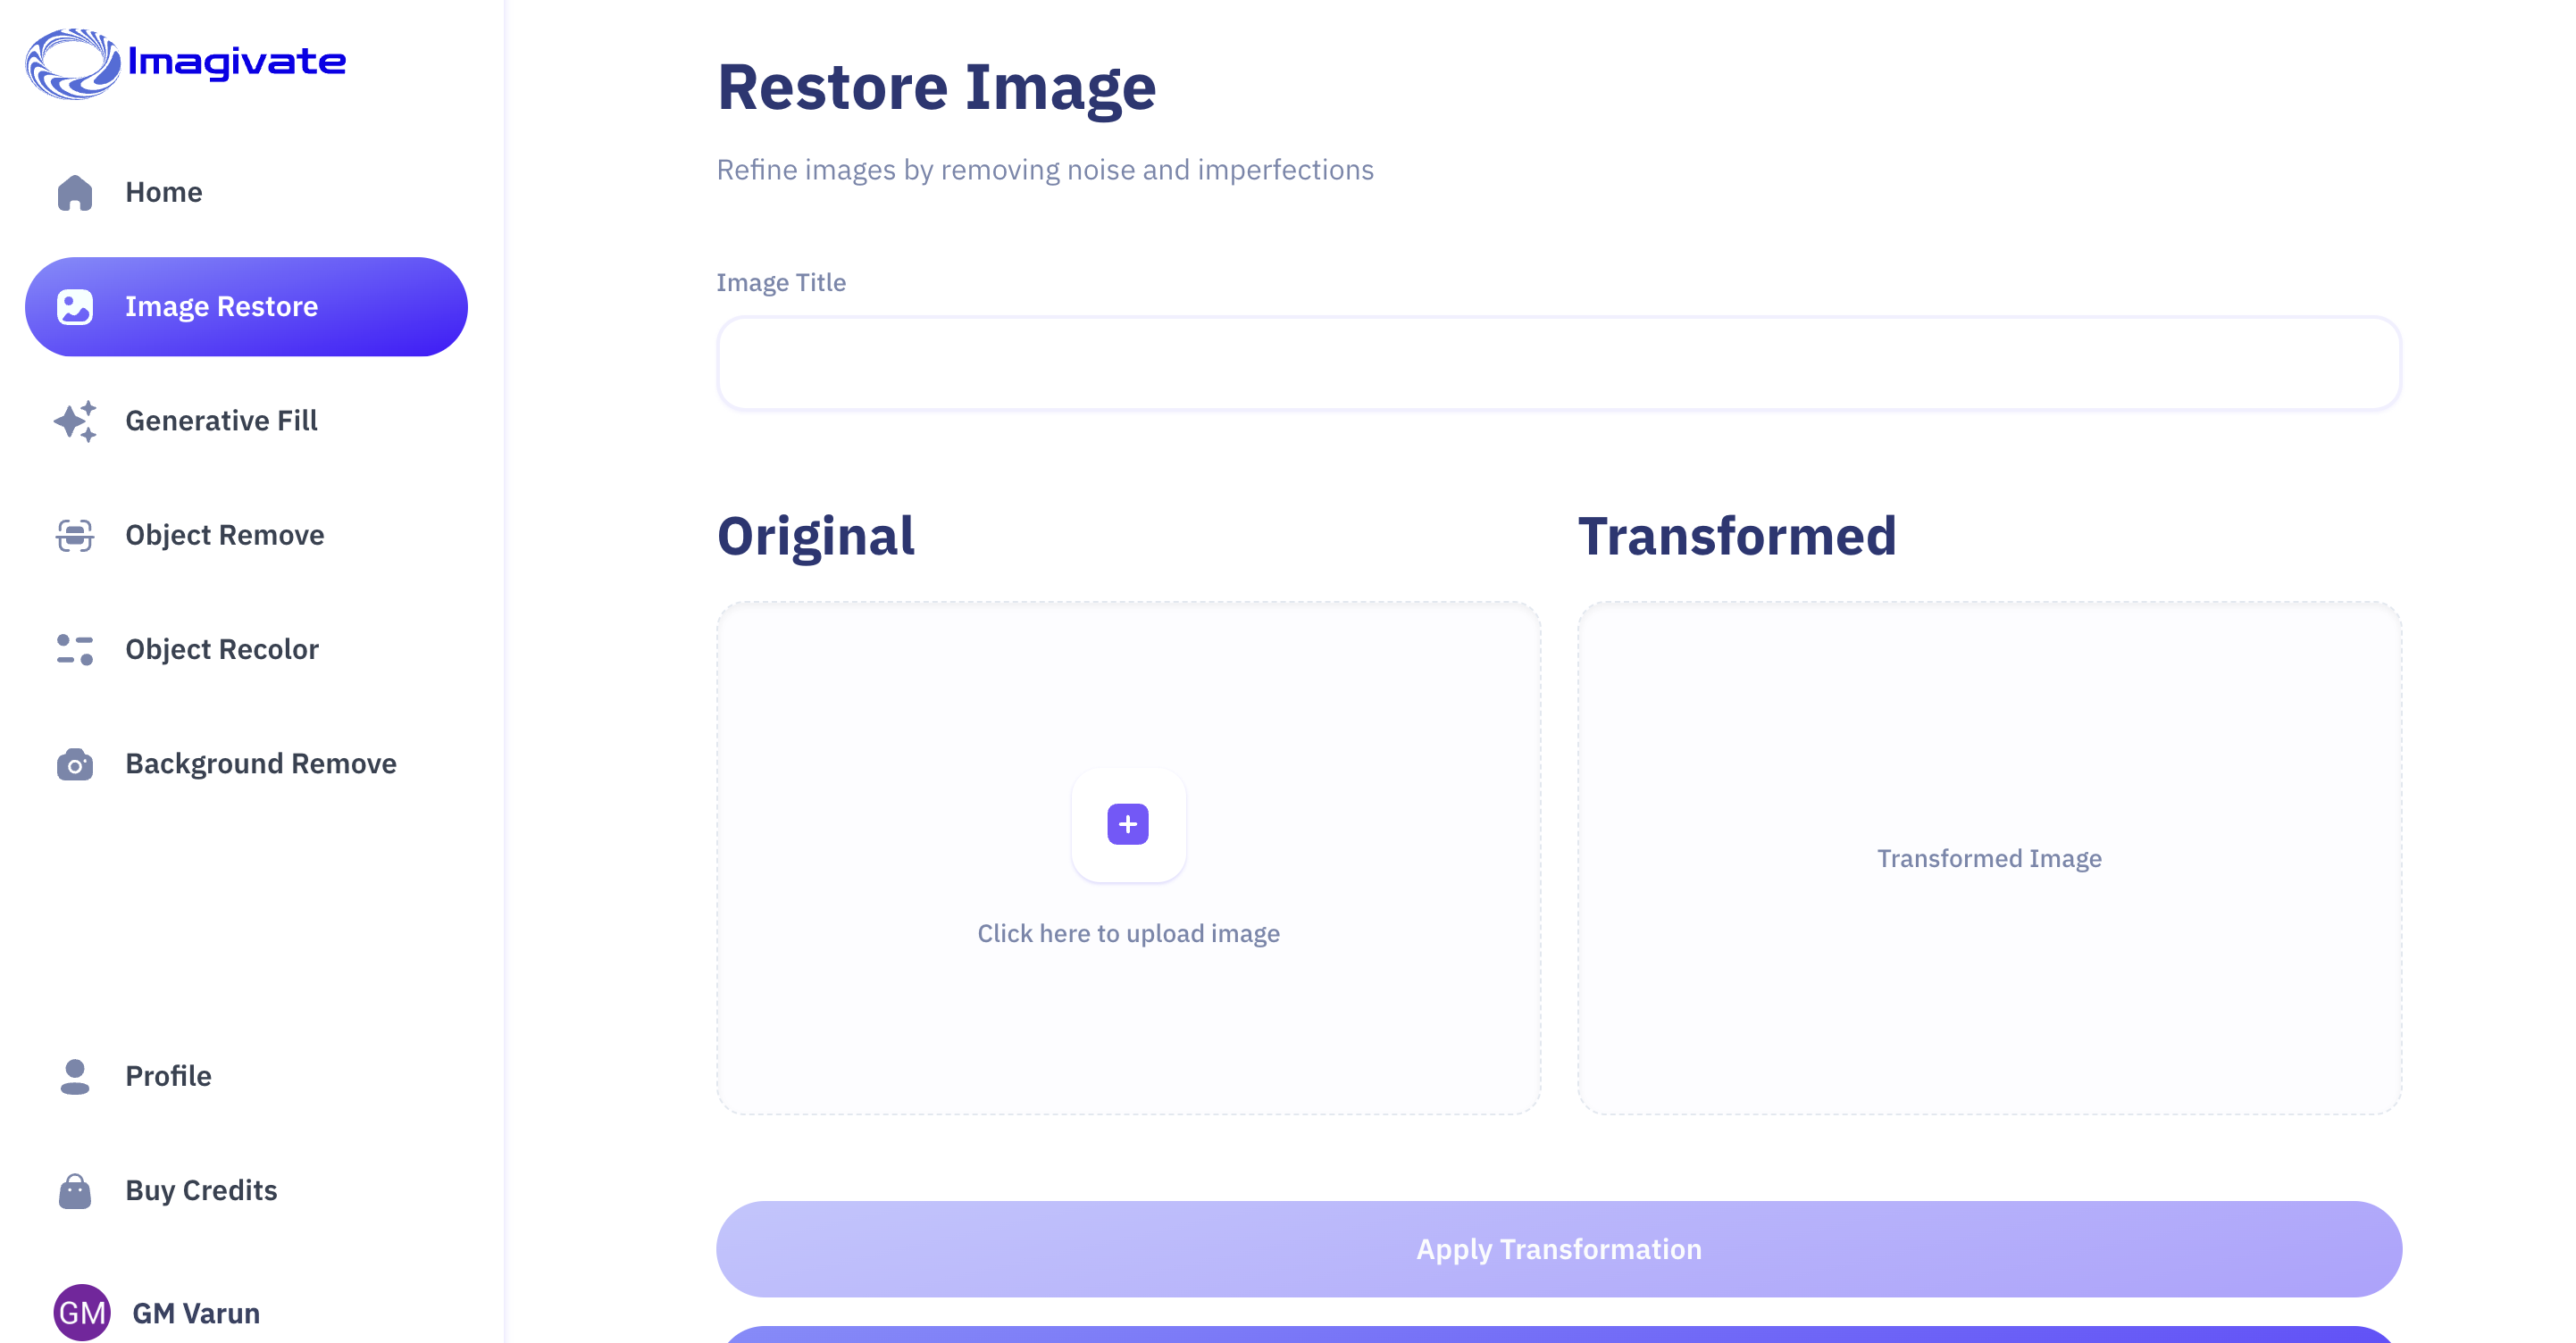 Imagivate
Home
Image Restore
Generative Fill
Object Remove
Object Recolor
Background Remove
Profile
Buy Credits
GM
GM Varun
Restore Image
Refine images by removing noise and imperfections
Image Title
Original
Transformed
Click here to upload image
Transformed Image
Apply Transformation